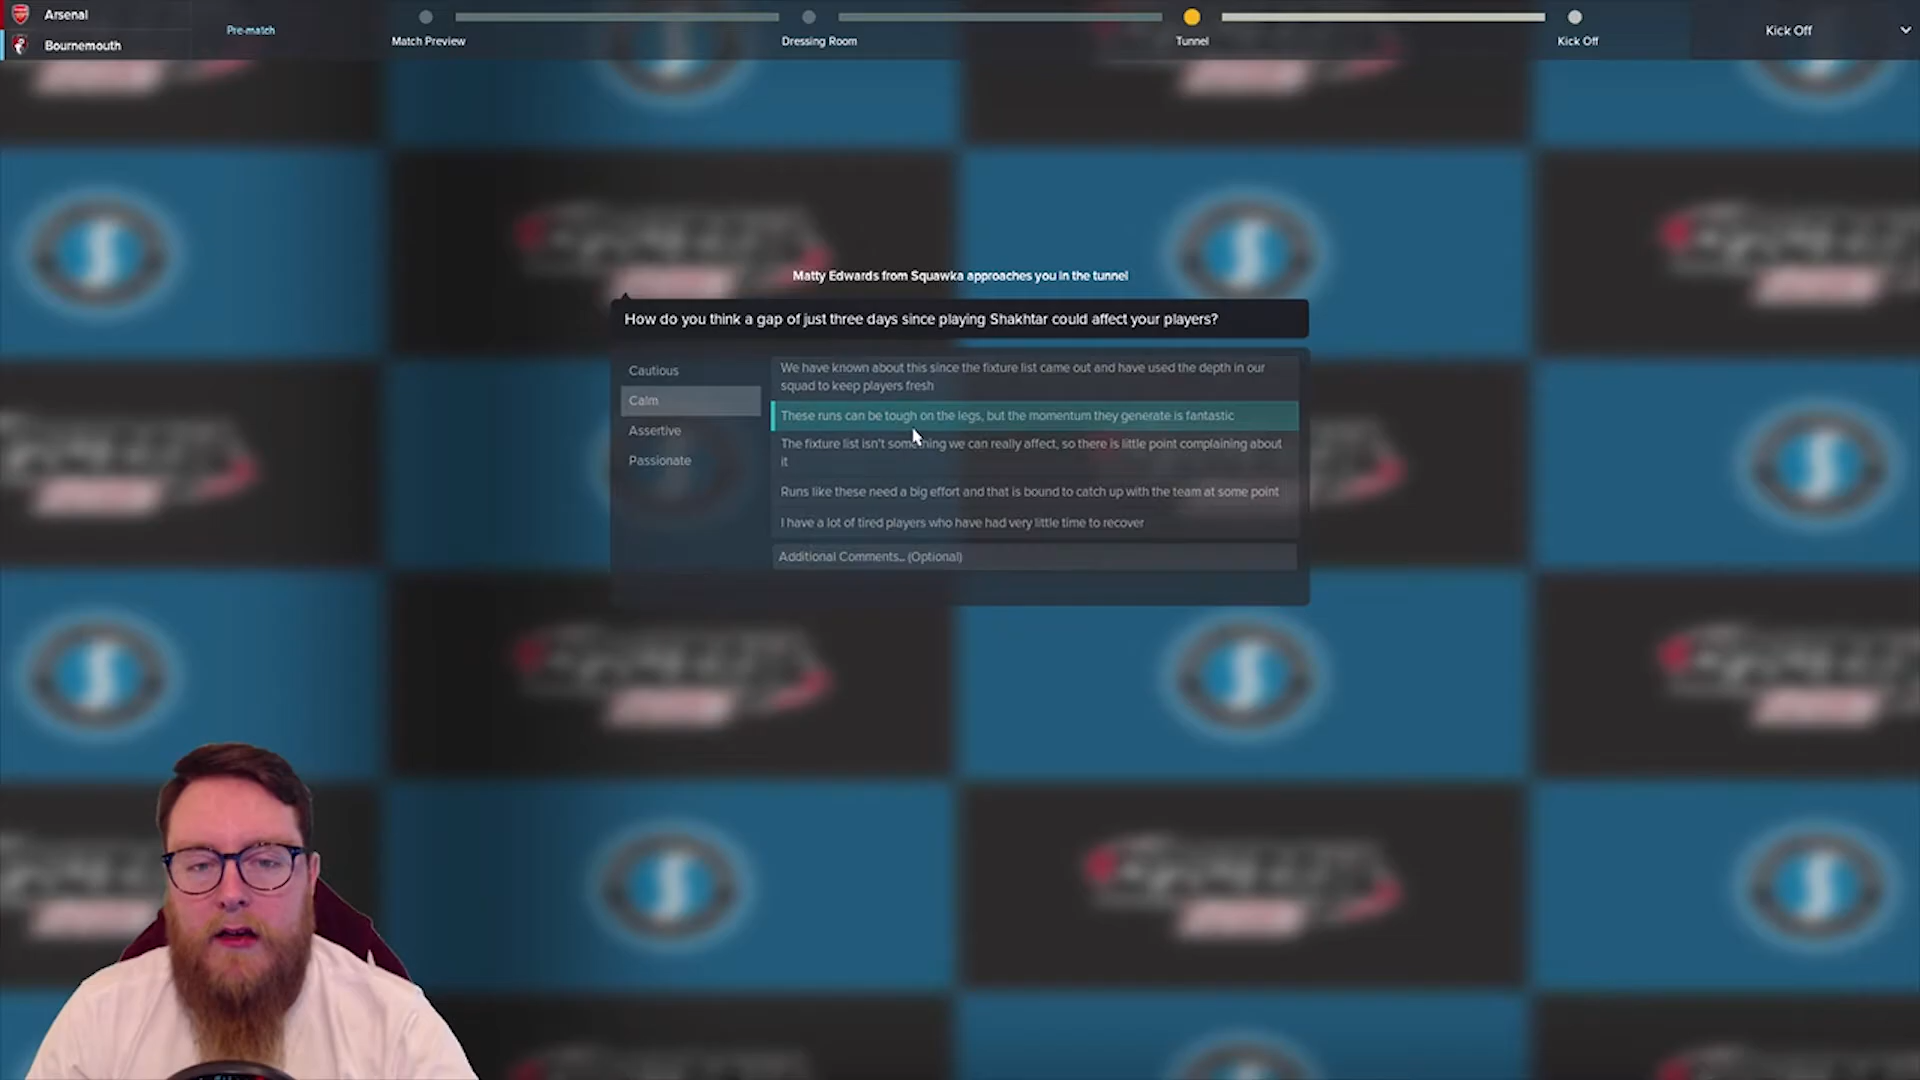 Arsenal
Bournemouth
Pre-match
Match Preview
Dressing Room
Tunnel
Kick Off
Kick Off
Matty Edwards from Squawka approaches you in the tunnel
How do you think a gap of just three days since playing Shakhtar could affect your players?
Cautious
Calm
Assertive
Passionate
We have known about this since the fixture list came out and have used the depth in our
squad to keep players fresh
These runs can be tough on the legs, but the momentum they generate is fantastic
The fixture list isn't something we can really affect, so there is little point complaining about
it
Runs like these need a big effort and that is bound to catch up with the team at some point
I have a lot of tired players who have had very little time to recover
Additional Comments... (Optional)